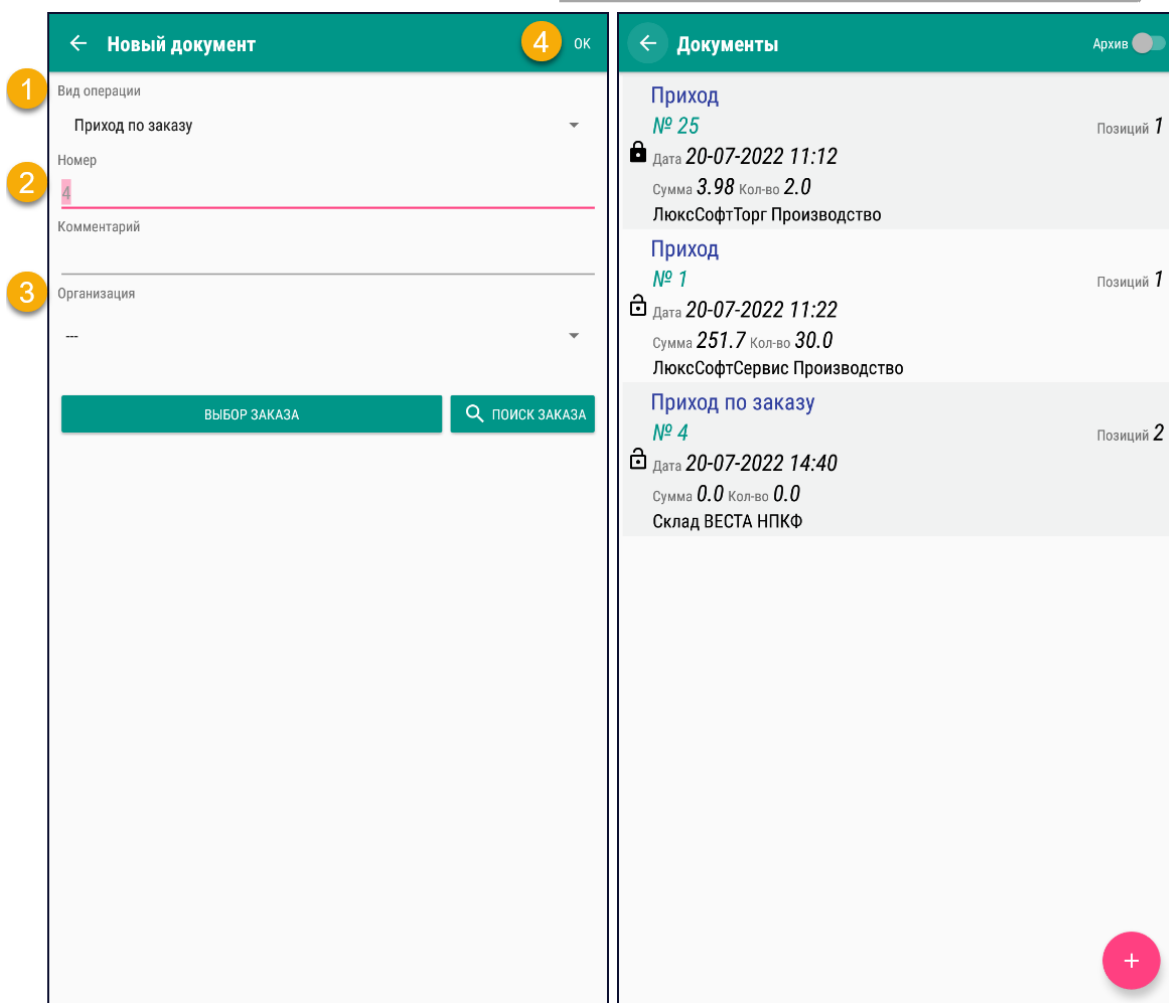 Новый документ
4
ОК
1
Вид операции
Приход по заказу
Номер
2
4
Комментарий
3
Организация
---
ВЫБОР ЗАКАЗА
ПОИСК ЗАКАЗА
Документы
Архив
Приход
№ 25
Позиций 1
Дата 20-07-2022 11:12
Сумма 3.98 Кол-во 2.0
ЛюксСофтТорг Производство
Приход
№ 1
Позиций 1
Дата 20-07-2022 11:22
Сумма 251.7 Кол-во 30.0
ЛюксСофтСервис Производство
Приход по заказу
№ 4
Позиций 2
Дата 20-07-2022 14:40
Сумма 0.0 Кол-во 0.0
Склад ВЕСТА НПКФ
+